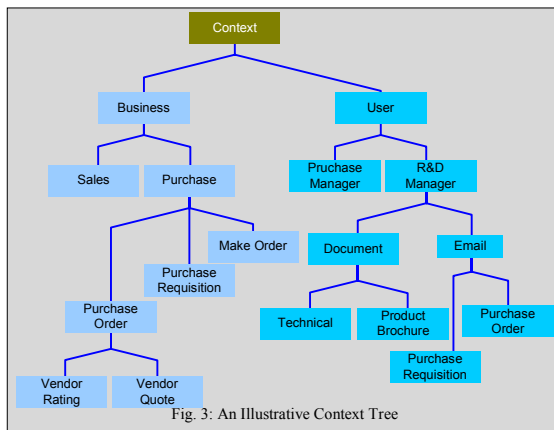 Context
Business
User
Sales
Purchase
Pruchase
Manager
R&D
Manager
Make Order
Document
Email
Purchase
Requisition
Purchase
Order
Technical
Product
Brochure
Purchase
Order
Purchase
Requisition
Vendor
Rating
Vendor
Quote
Fig. 3: An Illustrative Context Tree